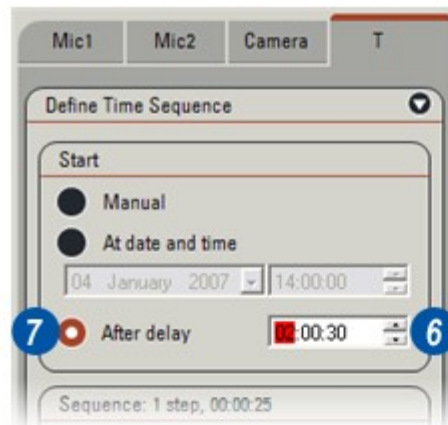 Mic1 Mic2 Camera T
Define Time Sequence
Start
Manual
At date and time
04 January 2007 14:00:00
7 After delay 02:00:30 6
Sequence: 1 step, 00:00:25